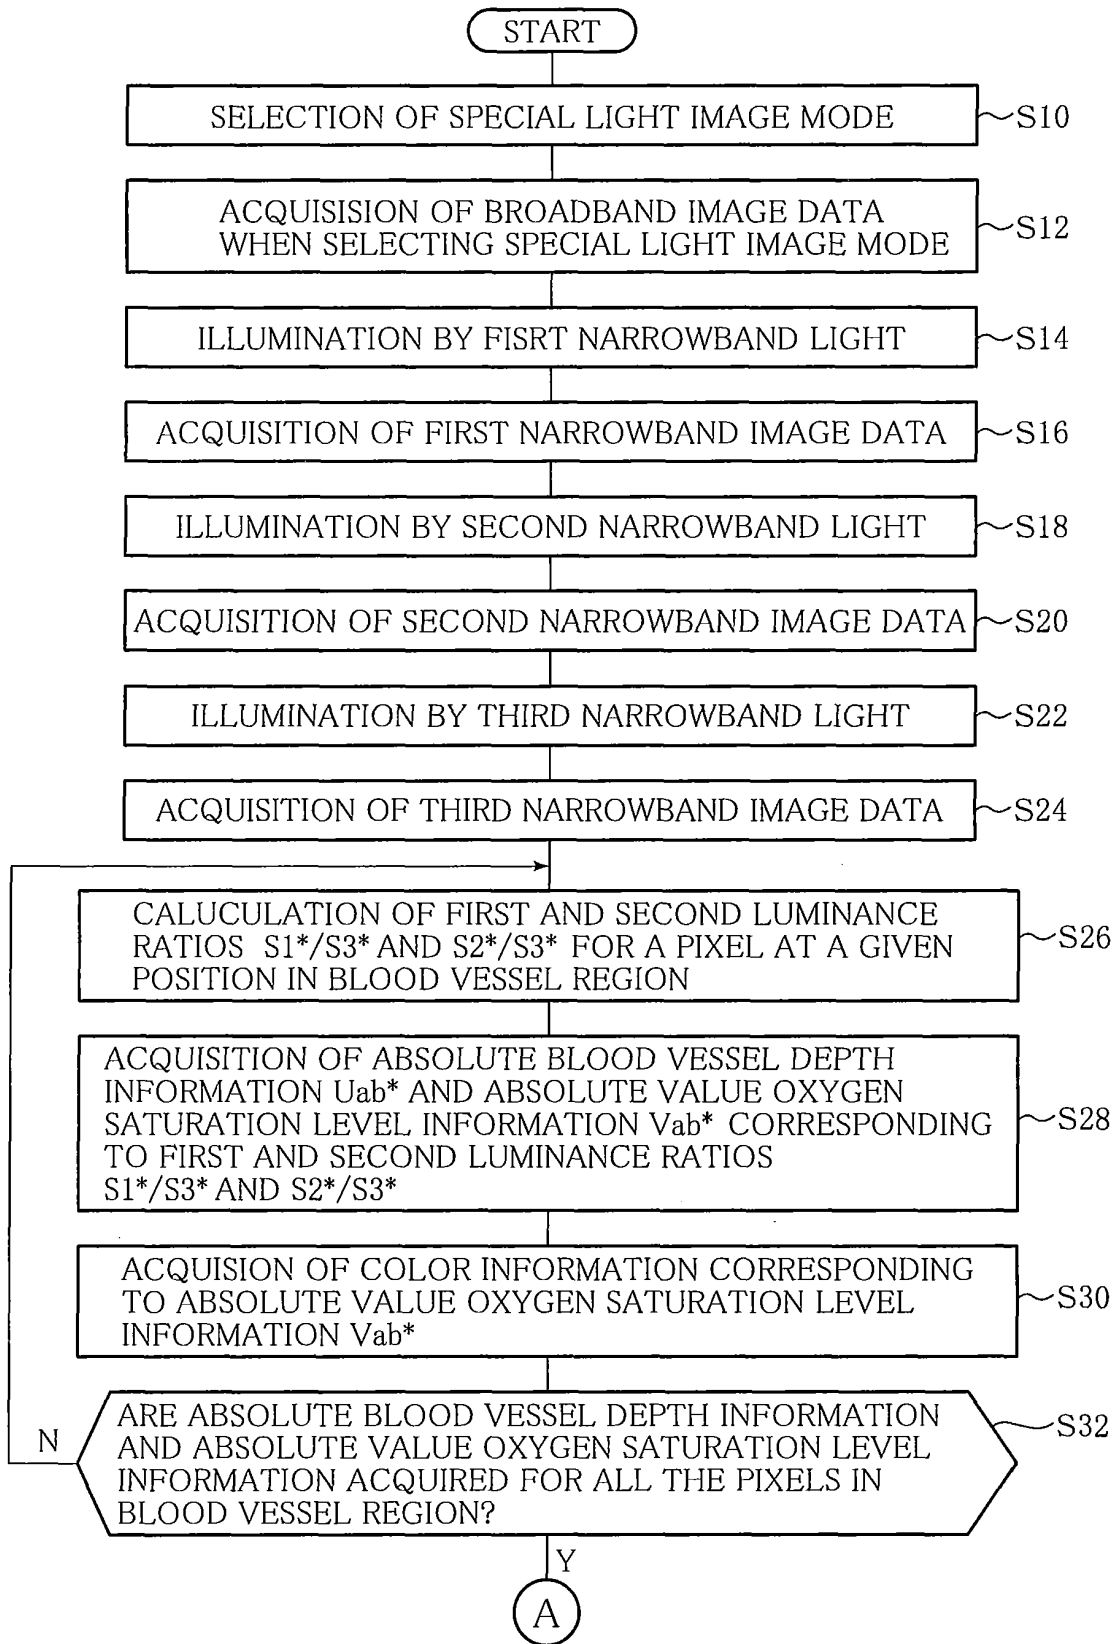 START
SELECTION OF SPECIAL LIGHT IMAGE MODE
S10
ACQUISISION OF BROADBAND IMAGE DATA
WHEN SELECTING SPECIAL LIGHT IMAGE MODE
S12
ILLUMINATION BY FISRT NARROWBAND LIGHT
S14
ACQUISITION OF FIRST NARROWBAND IMAGE DATA
S16
ILLUMINATION BY SECOND NARROWBAND LIGHT
S18
ACQUISITION OF SECOND NARROWBAND IMAGE DATA
S20
ILLUMINATION BY THIRD NARROWBAND LIGHT
S22
ACQUISITION OF THIRD NARROWBAND IMAGE DATA
S24
CALUCULATION OF FIRST AND SECOND LUMINANCE
RATIOS S1*/S3* AND S2*/S3* FOR A PIXEL AT A GIVEN
POSITION IN BLOOD VESSEL REGION
S26
ACQUISITION OF ABSOLUTE BLOOD VESSEL DEPTH
INFORMATION Uab* AND ABSOLUTE VALUE OXYGEN
SATURATION LEVEL INFORMATION Vab* CORRESPONDING
TO FIRST AND SECOND LUMINANCE RATIOS
S1*/S3* AND S2*/S3*
S28
ACQUISION OF COLOR INFORMATION CORRESPONDING
TO ABSOLUTE VALUE OXYGEN SATURATION LEVEL
INFORMATION Vab*
S30
ARE ABSOLUTE BLOOD VESSEL DEPTH INFORMATION
AND ABSOLUTE VALUE OXYGEN SATURATION LEVEL
INFORMATION ACQUIRED FOR ALL THE PIXELS IN
BLOOD VESSEL REGION?
S32
N
Y
A